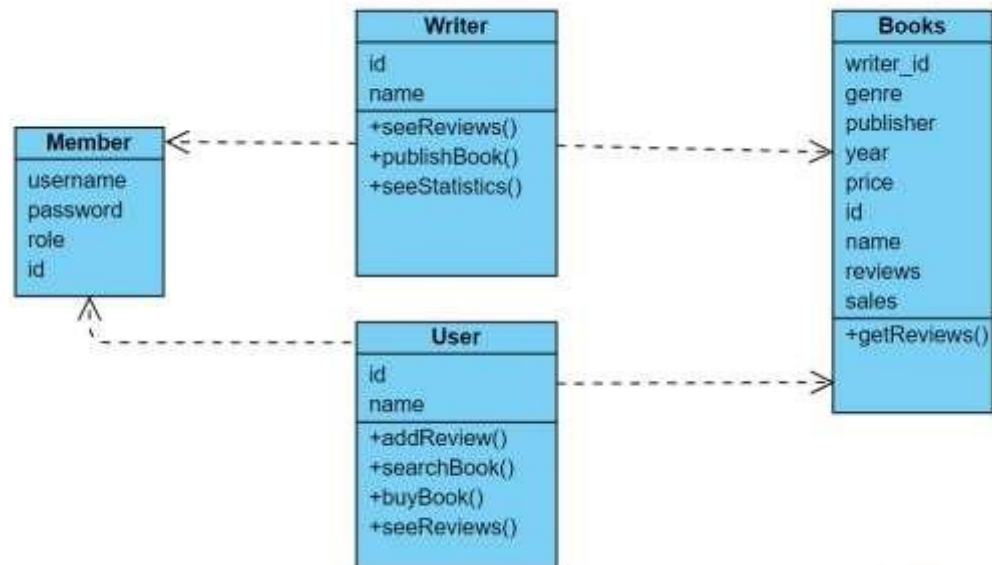 Writer
id
name
+seeReviews()
+publishBook()
+seeStatistics()
Books
writer_id
genre
publisher
year
price
id
name
reviews
sales
+getReviews()
Member
username
password
role
id
User
id
name
+addReview()
+searchBook()
+buyBook()
+seeReviews()